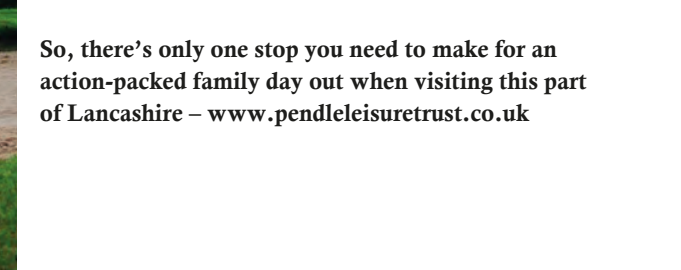 So, there’s only one stop you need to make for an
action-packed family day out when visiting this part
of Lancashire – www.pendleleisuretrust.co.uk